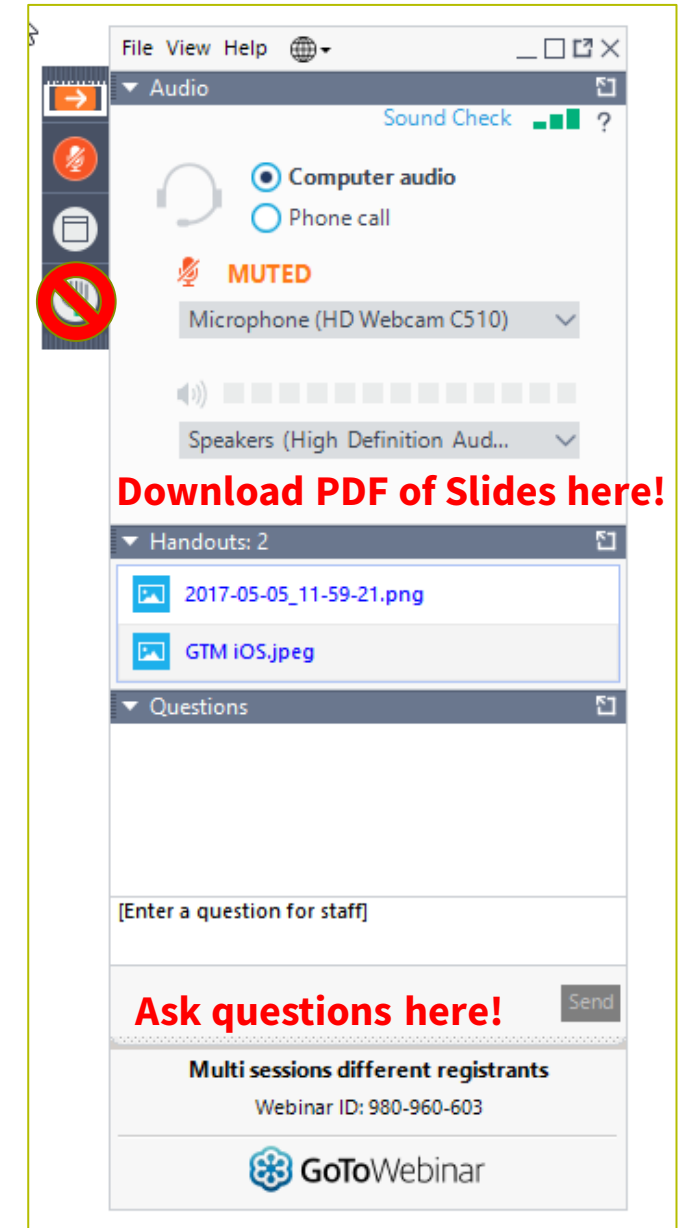 File View Help
Audio
Sound Check ?
Computer audio
Phone call
MUTED
Microphone (HD Webcam C510)
Speakers (High Definition Aud...
Download PDF of Slides here!
Handouts: 2
2017-05-05_11-59-21.png
GTM iOS.jpeg
Questions
[Enter a question for staff]
Ask questions here!
Send
Multi sessions different registrants
Webinar ID: 980-960-603
GoToWebinar